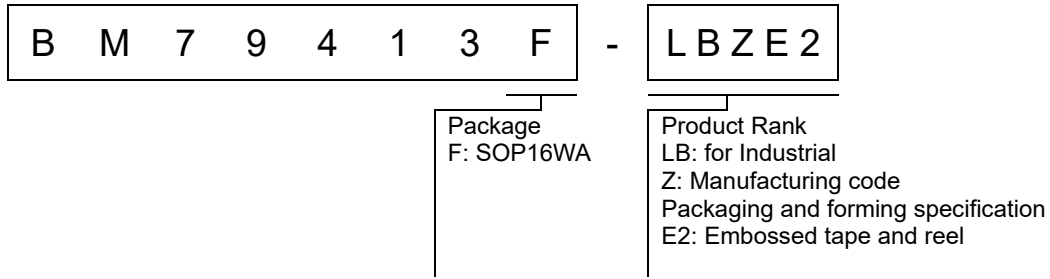 B M 7 9 4 1 3 F - L B Z E 2
Package
F: SOP16WA
Product Rank
LB: for Industrial
Z: Manufacturing code
Packaging and forming specification
E2: Embossed tape and reel